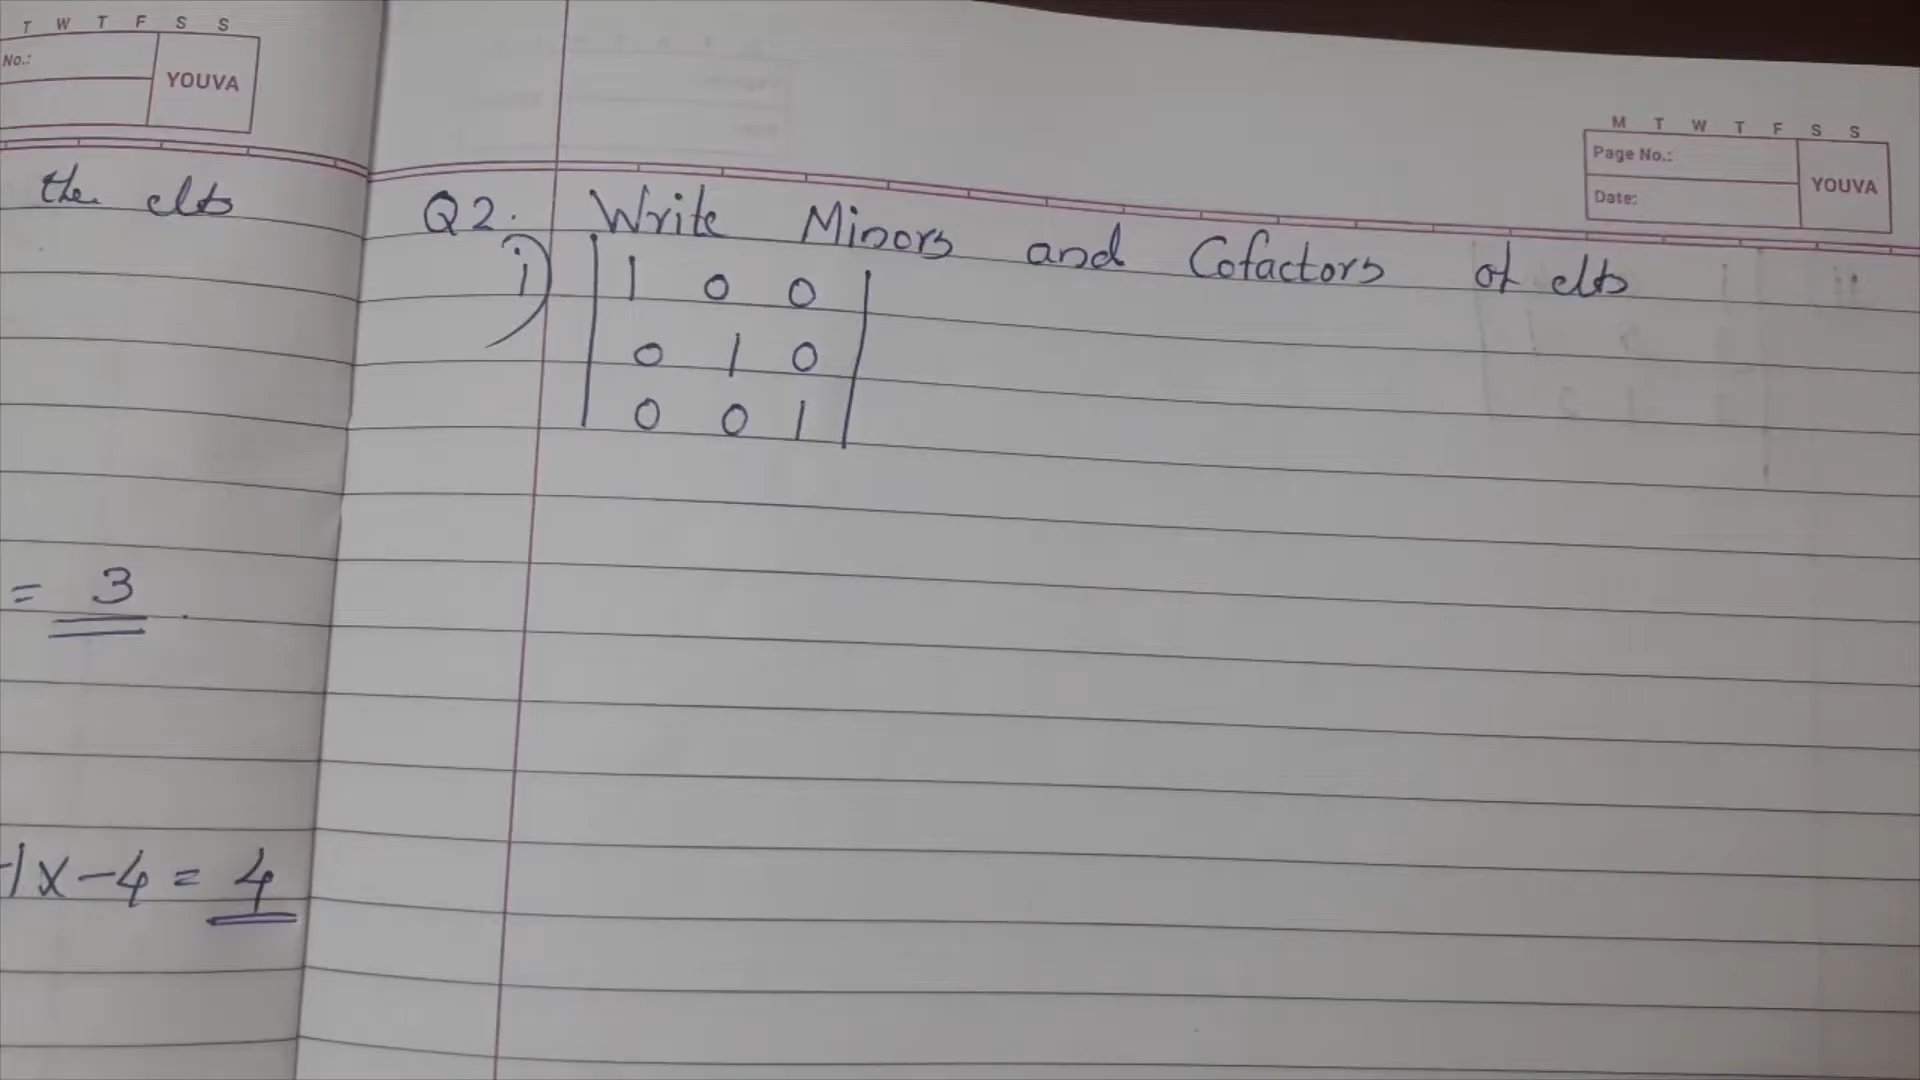 T W T F S S
No.:
YOUVA
the elts
= 3
-1x-4 = 4
M T W T F S S
Page No.:
Date:
YOUVA
Q2. Write Minors and Cofactors of elts
i) | 1 0 0 |
| 0 1 0 |
| 0 0 1 |